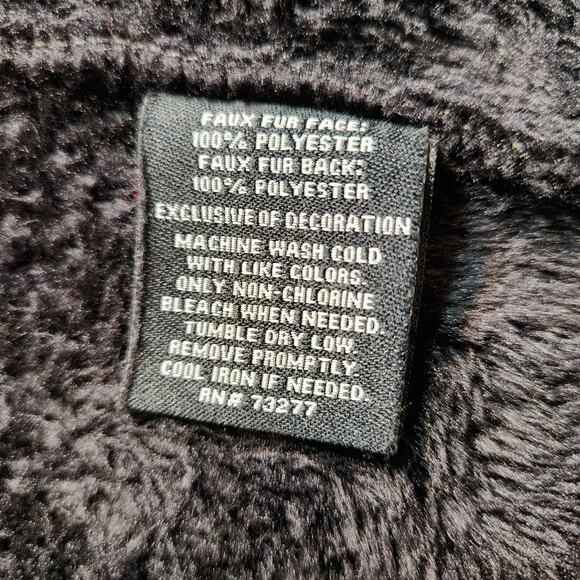 FAUX FUR FACE:
100% POLYESTER
FAUX FUR BACK:
100% POLYESTER
EXCLUSIVE OF DECORATION
MACHINE WASH COLD
WITH LIKE COLORS.
ONLY NON-CHLORINE
BLEACH WHEN NEEDED.
TUMBLE DRY LOW.
REMOVE PROMPTLY.
COOL IRON IF NEEDED.
RN# 73277